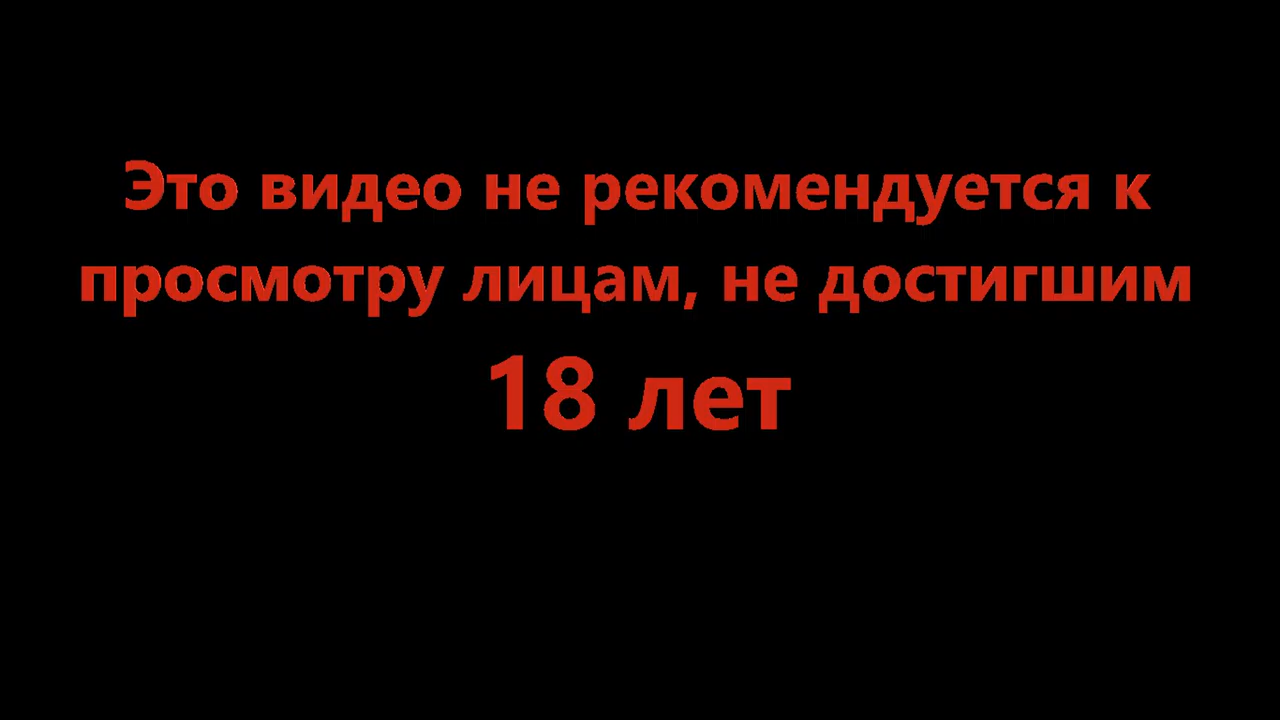 Это видео не рекомендуется к
просмотру лицам, не достигшим
18 лет